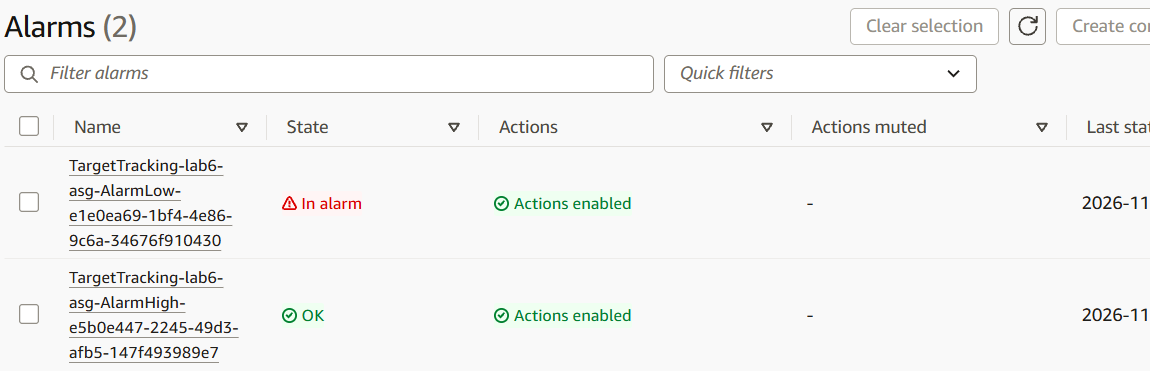 Alarms (2)
Clear selection
Create co
Filter alarms
Quick filters
Name State Actions Actions muted Last sta
TargetTracking-lab6-
asg-AlarmLow-
e1e0ea69-1bf4-4e86-
9c6a-34676f910430
In alarm
Actions enabled
-
2026-11
TargetTracking-lab6-
asg-AlarmHigh-
e5b0e447-2245-49d3-
afb5-147f493989e7
OK
Actions enabled
-
2026-11